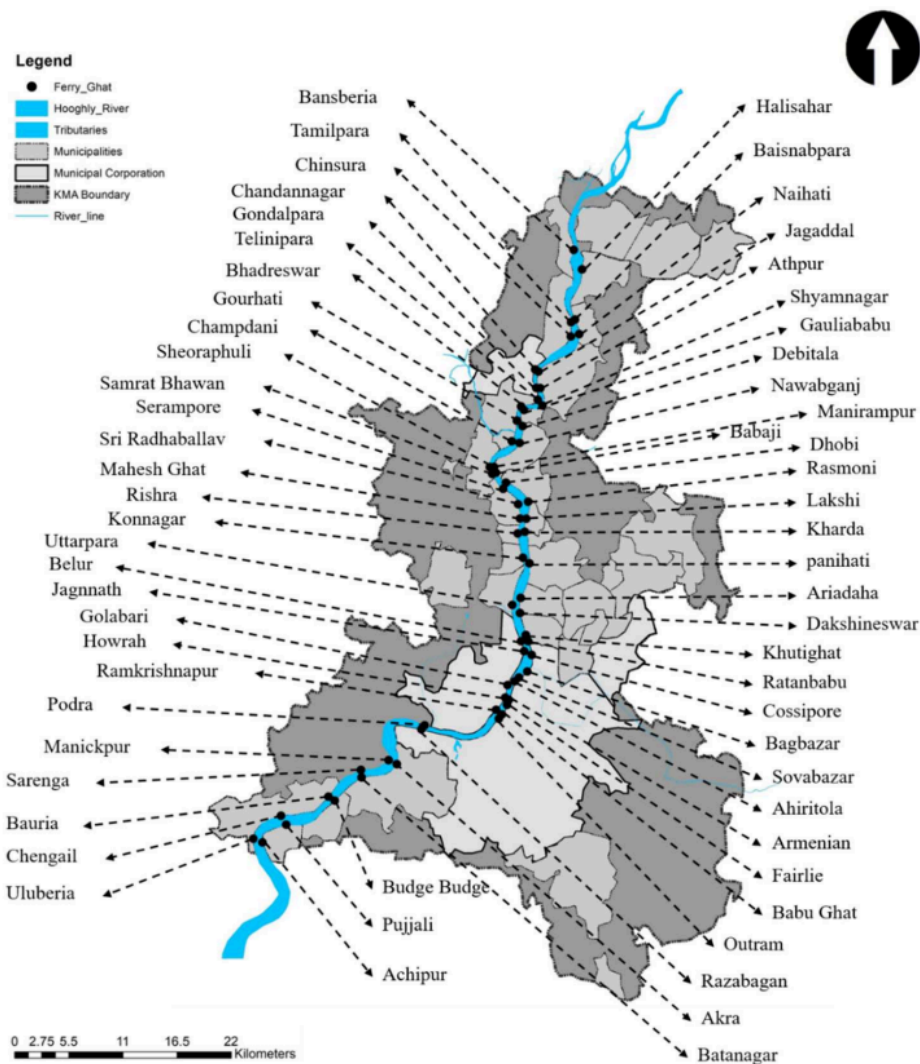 Legend
Ferry_Ghat
Hooghly_River
Tributaries
Municipalities
Municipal Corporation
KMA Boundary
River_line
Bansberia
Tamilpara
Chinsura
Chandannagar
Gondalpara
Telinipara
Bhadreswar
Gourhati
Champdani
Sheoraphuli
Samrat Bhawan
Serampore
Sri Radhaballav
Mahesh Ghat
Rishra
Konnagar
Uttarpara
Belur
Jagnnath
Golabari
Howrah
Ramkrishnapur
Podra
Manickpur
Sarenga
Bauria
Chengail
Uluberia
Halisahar
Baisnabpara
Naihati
Jagaddal
Athpur
Shyamnagar
Gauliababu
Debitala
Nawabganj
Manirampur
Babaji
Dhobi
Rasmoni
Lakshi
Kharda
panihati
Ariadaha
Dakshineswar
Khutighat
Ratanbabu
Cossipore
Bagbazar
Sovabazar
Ahiritola
Armenian
Fairlie
Babu Ghat
Outram
Razabagan
Akra
Batanagar
Budge Budge
Pujjali
Achipur
0 2.75 5.5 11 16.5 22
Kilometers